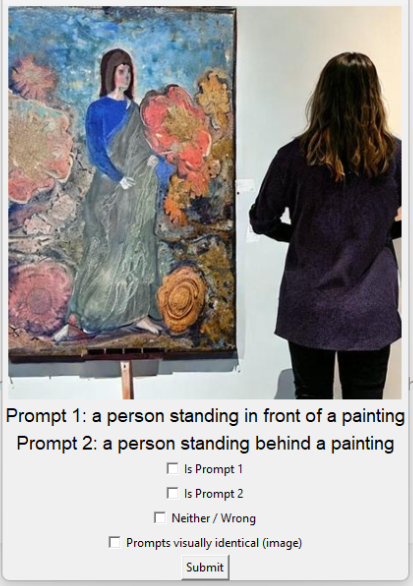 Prompt 1: a person standing in front of a painting
Prompt 2: a person standing behind a painting
Is Prompt 1
Is Prompt 2
Neither / Wrong
Prompts visually identical (image)
Submit